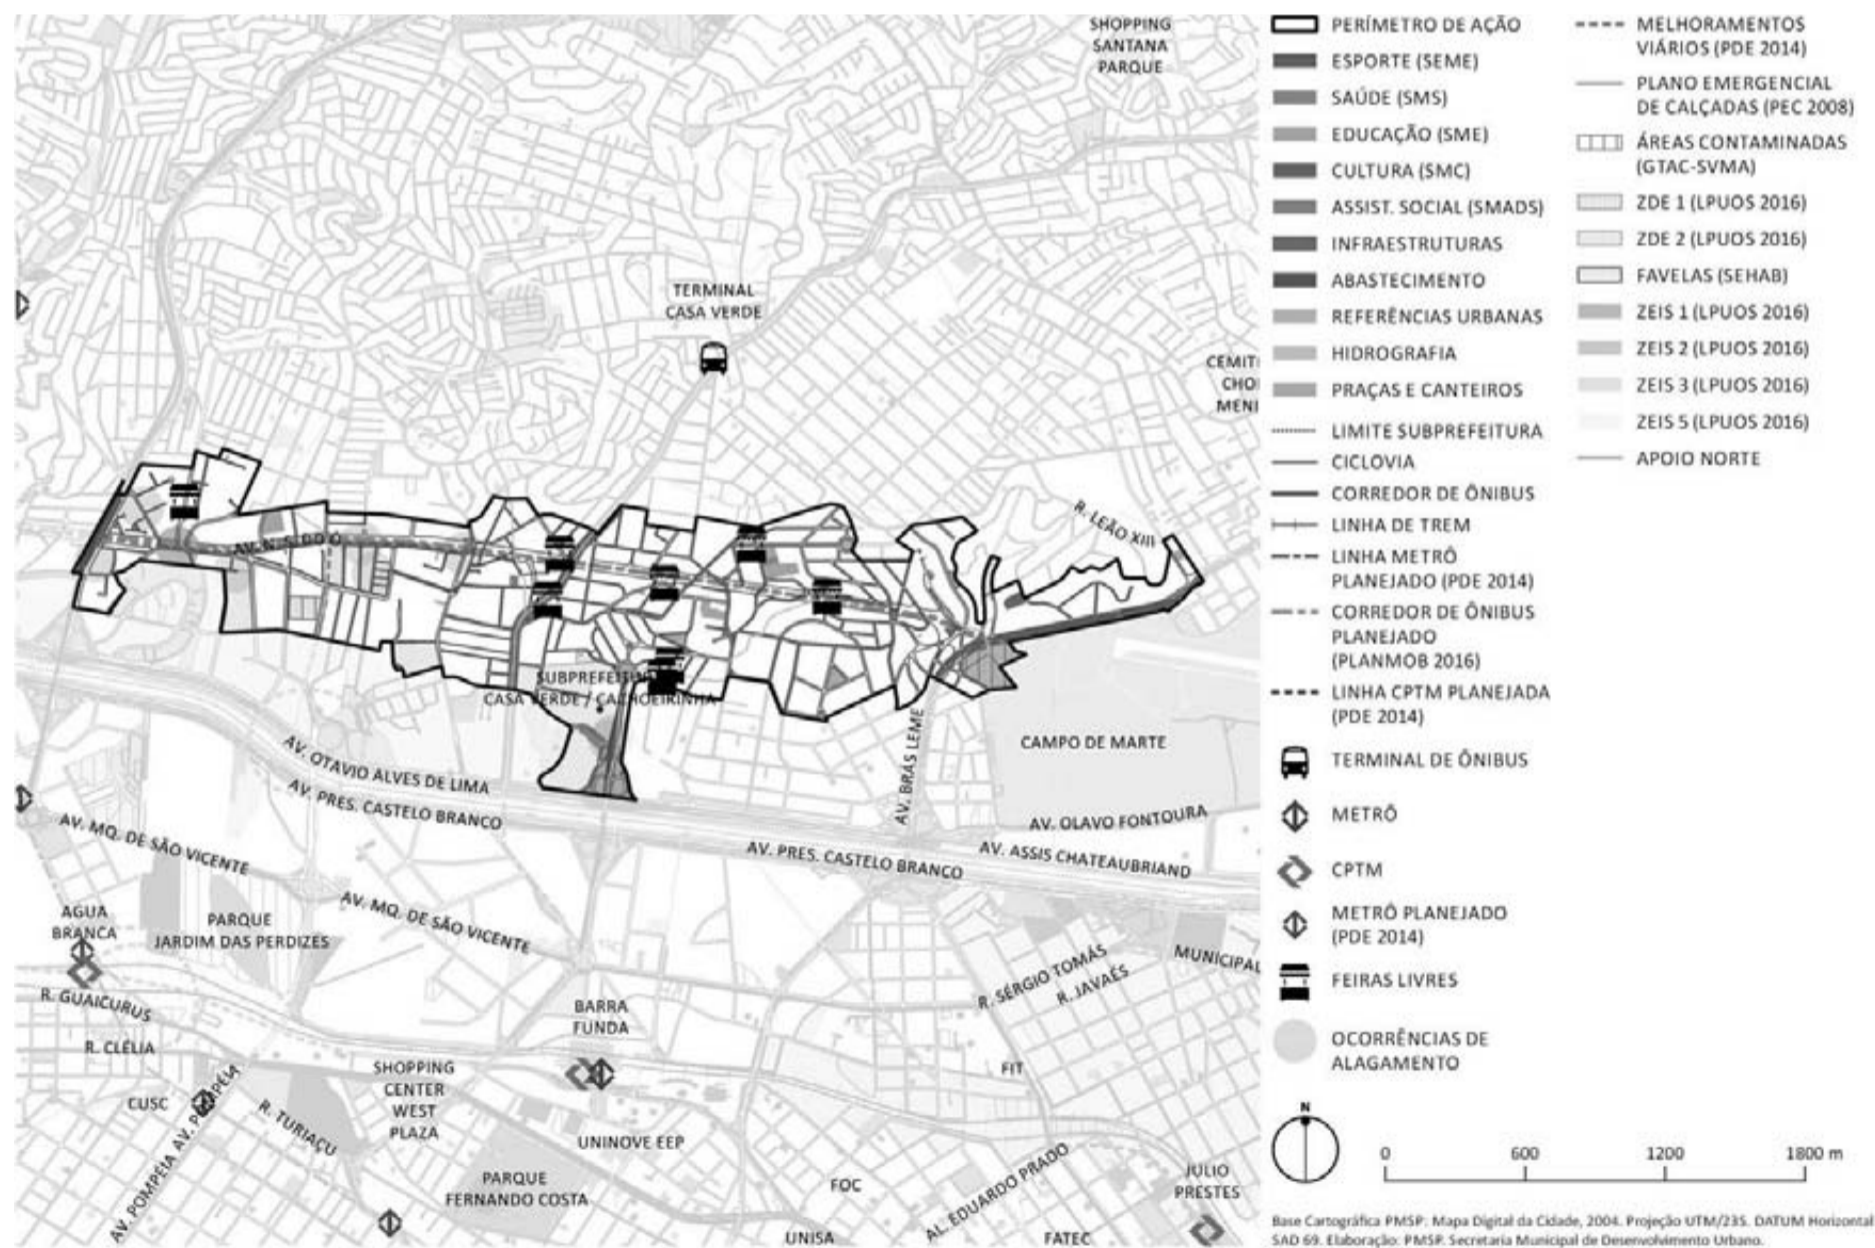 SHOPPING
SANTANA
PARQUE
TERMINAL
CASA VERDE
CEMITI
CHO
MENI
R. LEÃO XIII
AV. N. S. DO Ó
SUBPREFEITURA
CASA VERDE / CACHOEIRINHA
CAMPO DE MARTE
AV. BRÁS LEME
AV. OTAVIO ALVES DE LIMA
AV. PRES. CASTELO BRANCO
AV. OLAVO FONTOURA
AV. MQ. DE SÃO VICENTE
AV. PRES. CASTELO BRANCO
AV. ASSIS CHATEAUBRIAND
AV. MQ. DE SÃO VICENTE
AGUA
BRANCA
PARQUE
JARDIM DAS PERDIZES
R. SÉRGIO TOMÁS
R. JAVAÉS
MUNICIPAL
R. GUAICURUS
BARRA
FUNDA
R. CLÉLIA
SHOPPING
CENTER
WEST
PLAZA
FIT
CUSC
AV. POMPÉIA
AV. POMPÉIA
R. TURIAÇU
UNINOVE EEP
PARQUE
FERNANDO COSTA
FOC
AL. EDUARDO PRADO
JULIO
PRESTES
UNISA
FATEC
PERÍMETRO DE AÇÃO
ESPORTE (SEME)
SAÚDE (SMS)
EDUCAÇÃO (SME)
CULTURA (SMC)
ASSIST. SOCIAL (SMADS)
INFRAESTRUTURAS
ABASTECIMENTO
REFERÊNCIAS URBANAS
HIDROGRAFIA
PRAÇAS E CANTEIROS
LIMITE SUBPREFEITURA
CICLOVIA
CORREDOR DE ÔNIBUS
LINHA DE TREM
LINHA METRÔ
PLANEJADO (PDE 2014)
CORREDOR DE ÔNIBUS
PLANEJADO
(PLANMOB 2016)
LINHA CPTM PLANEJADA
(PDE 2014)
TERMINAL DE ÔNIBUS
METRÔ
CPTM
METRÔ PLANEJADO
(PDE 2014)
FEIRAS LIVRES
OCORRÊNCIAS DE
ALAGAMENTO
MELHORAMENTOS
VIÁRIOS (PDE 2014)
PLANO EMERGENCIAL
DE CALÇADAS (PEC 2008)
ÁREAS CONTAMINADAS
(GTAC-SVMA)
ZDE 1 (LPUOS 2016)
ZDE 2 (LPUOS 2016)
FAVELAS (SEHAB)
ZEIS 1 (LPUOS 2016)
ZEIS 2 (LPUOS 2016)
ZEIS 3 (LPUOS 2016)
ZEIS 5 (LPUOS 2016)
APOIO NORTE
N
0 600 1200 1800 m
Base Cartográfica PMSP: Mapa Digital da Cidade, 2004. Projeção UTM/23S. DATUM Horizontal
SAD 69. Elaboração: PMSP. Secretaria Municipal de Desenvolvimento Urbano.